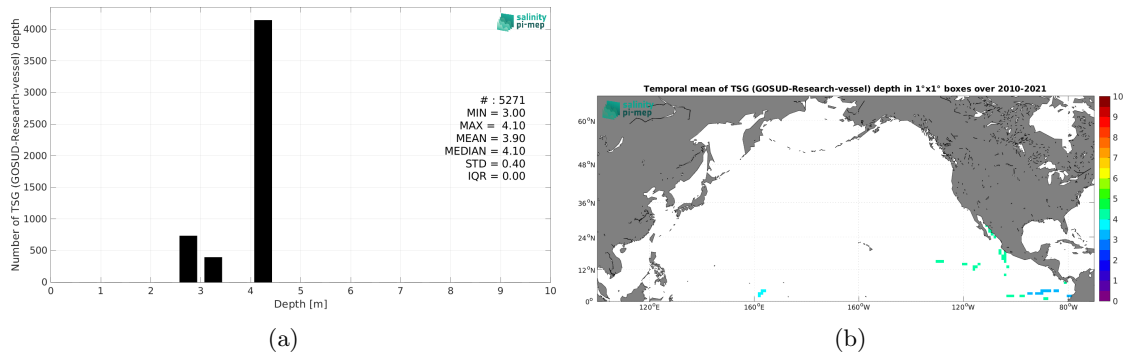 salinity
pi-mep
Number of TSG (GOSUD-Research-vessel) depth
4000
3500
3000
2500
2000
1500
1000
500
0
# : 5271
MIN = 3.00
MAX = 4.10
MEAN = 3.90
MEDIAN = 4.10
STD = 0.40
IQR = 0.00
0 1 2 3 4 5 6 7 8 9 10
Depth [m]
(a)
Temporal mean of TSG (GOSUD-Research-vessel) depth in 1°x1° boxes over 2010-2021
salinity
pi-mep
60°N
48°N
36°N
24°N
12°N
0°
120°E 160°E 160°W 120°W 80°W
10
9
8
7
6
5
4
3
2
1
0
(b)